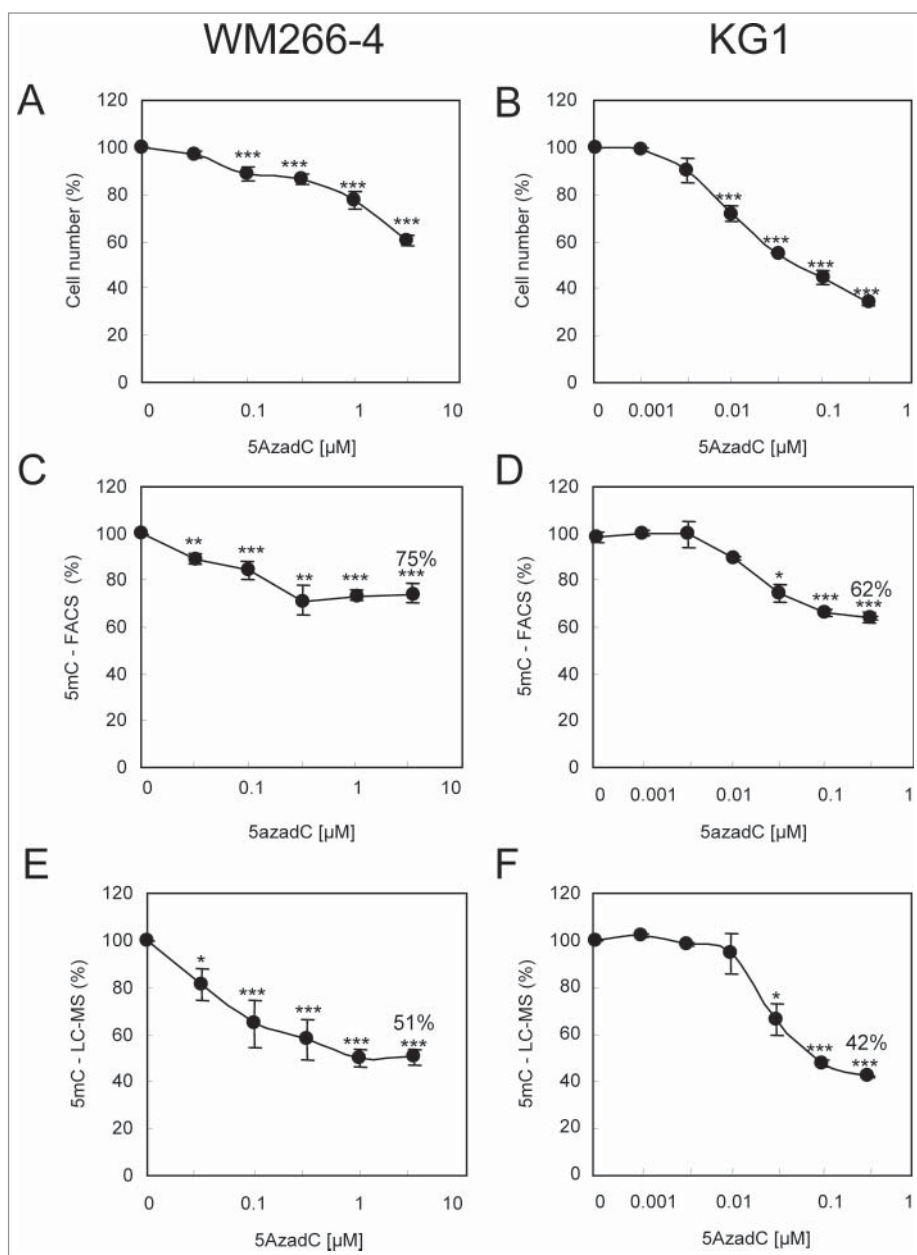 WM266-4
KG1
A
Cell number (%)
120
100
80
60
40
20
0
*** *** *** ***
0 0.1 1 10
5AzadC [µM]
B
Cell number (%)
120
100
80
60
40
20
0
*** *** *** ***
0 0.001 0.01 0.1 1
5AzadC [µM]
C
5mC - FACS (%)
120
100
80
60
40
20
0
** *** ** *** ***
75%
0 0.1 1 10
5azadC [µM]
D
5mC - FACS (%)
120
100
80
60
40
20
0
* *** ***
62%
0 0.001 0.01 0.1 1
5azadC [µM]
E
5mC - LC-MS (%)
120
100
80
60
40
20
0
* *** *** *** ***
51%
0 0.1 1 10
5AzadC [µM]
F
5mC - LC-MS (%)
120
100
80
60
40
20
0
* *** ***
42%
0 0.001 0.01 0.1 1
5AzadC [µM]